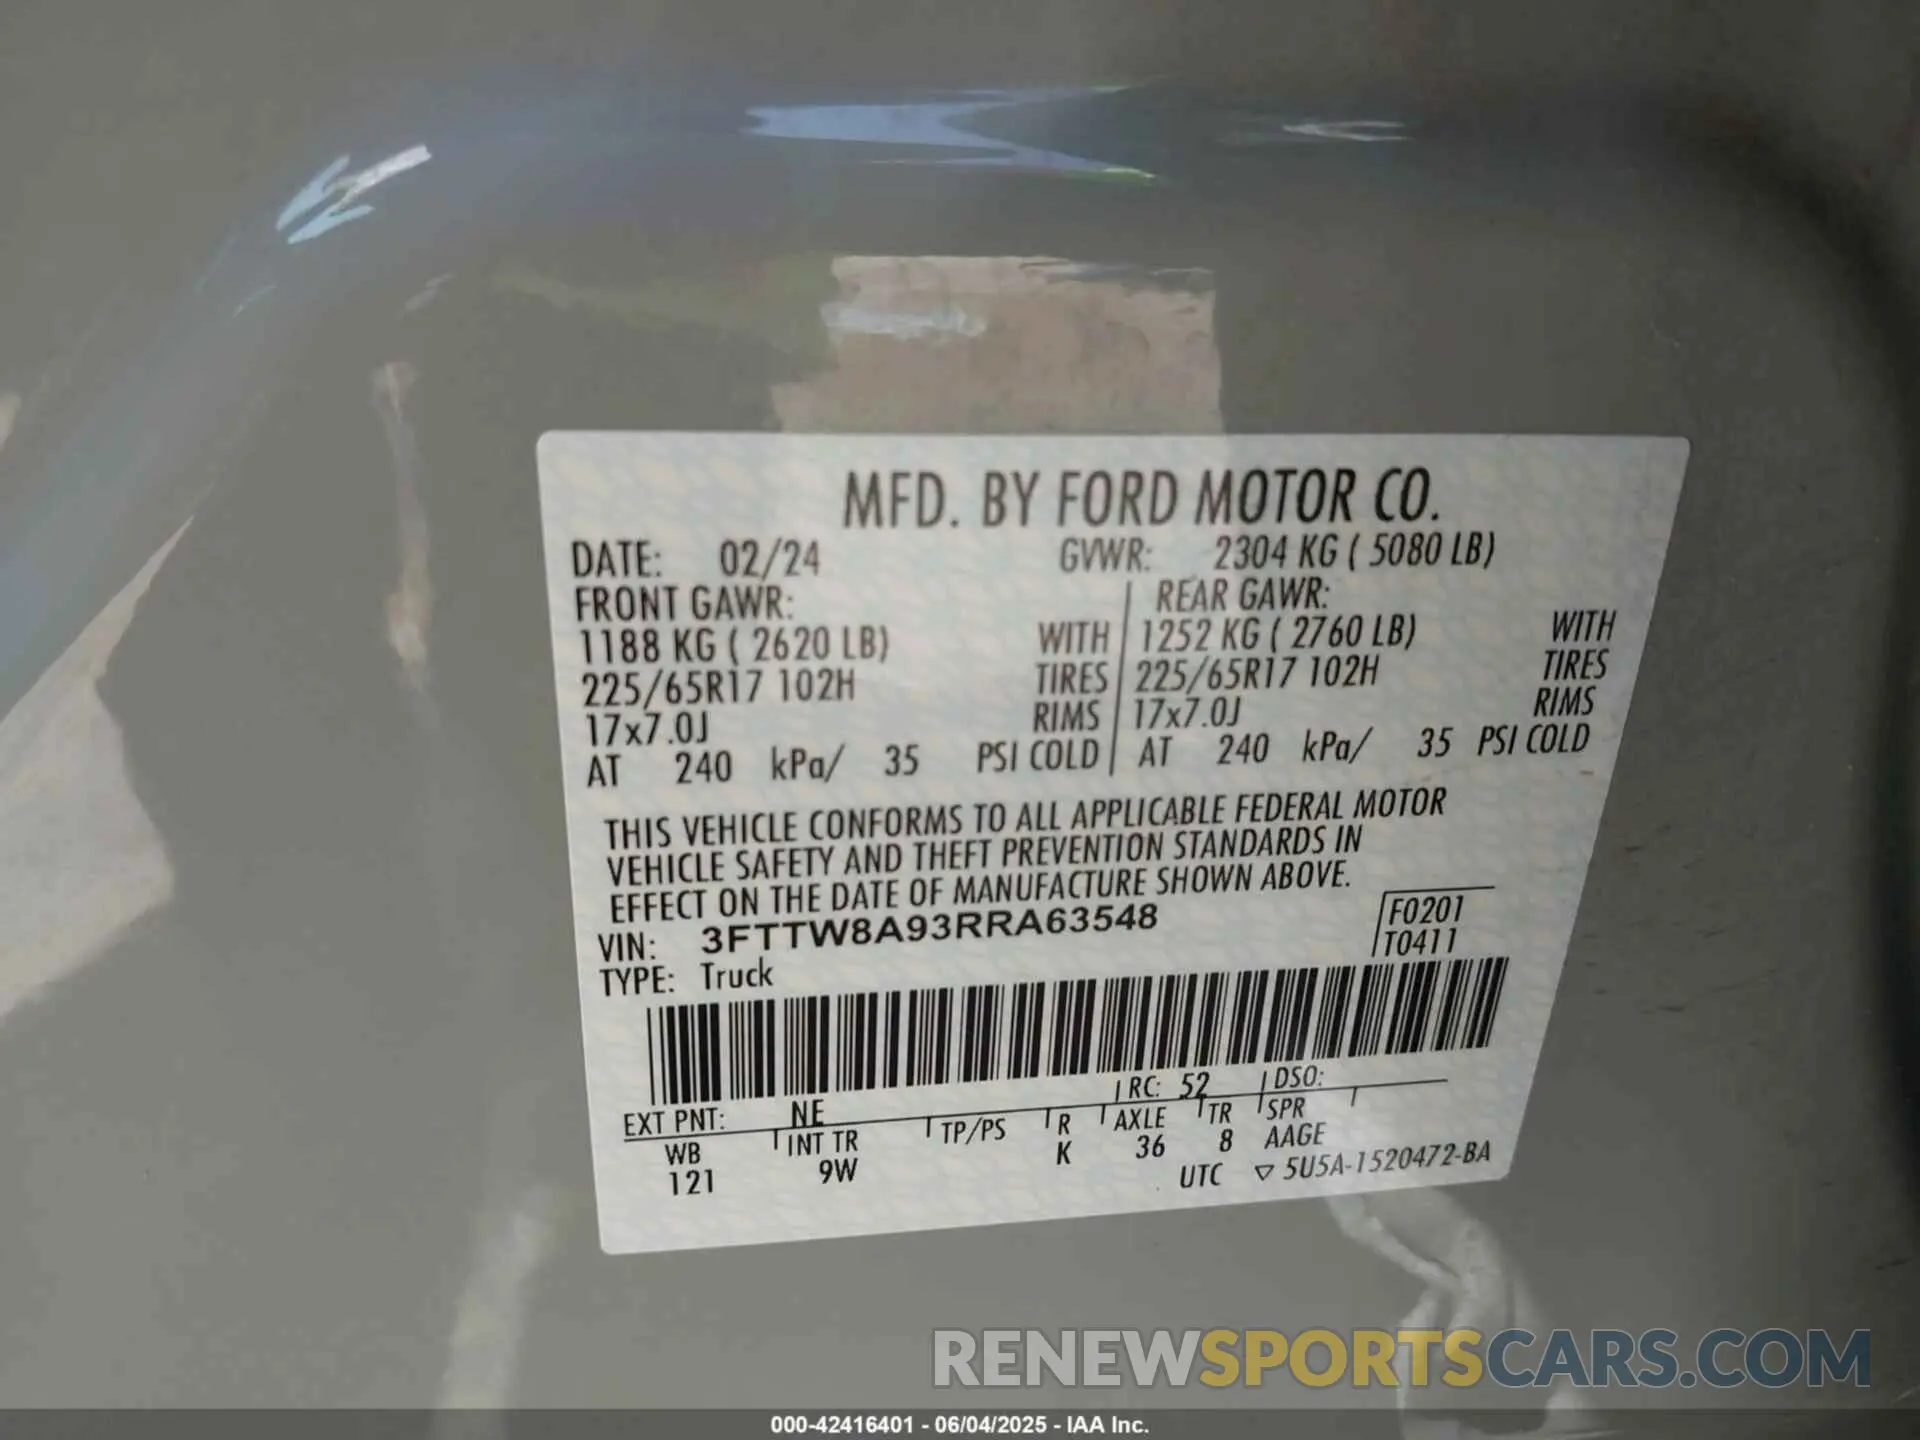 MFD. BY FORD MOTOR CO.
DATE: 02/24 GVWR: 2304 KG ( 5080 LB)
FRONT GAWR: REAR GAWR:
1188 KG ( 2620 LB) WITH 1252 KG ( 2760 LB) WITH
225/65R17 102H TIRES 225/65R17 102H TIRES
17x7.0J RIMS 17x7.0J RIMS
AT 240 kPa/ 35 PSI COLD AT 240 kPa/ 35 PSI COLD
THIS VEHICLE CONFORMS TO ALL APPLICABLE FEDERAL MOTOR
VEHICLE SAFETY AND THEFT PREVENTION STANDARDS IN
EFFECT ON THE DATE OF MANUFACTURE SHOWN ABOVE.
VIN: 3FTTW8A93RRA63548 F0201
TYPE: Truck T0411
EXT PNT: NE RC: 52 DSO:
WB INT TR TP/PS R AXLE TR SPR
121 9W K 36 8 AAGE
UTC ▽ 5U5A-1520472-BA
RENEWSPORTSCARS.COM
000-42416401 - 06/04/2025 - IAA Inc.